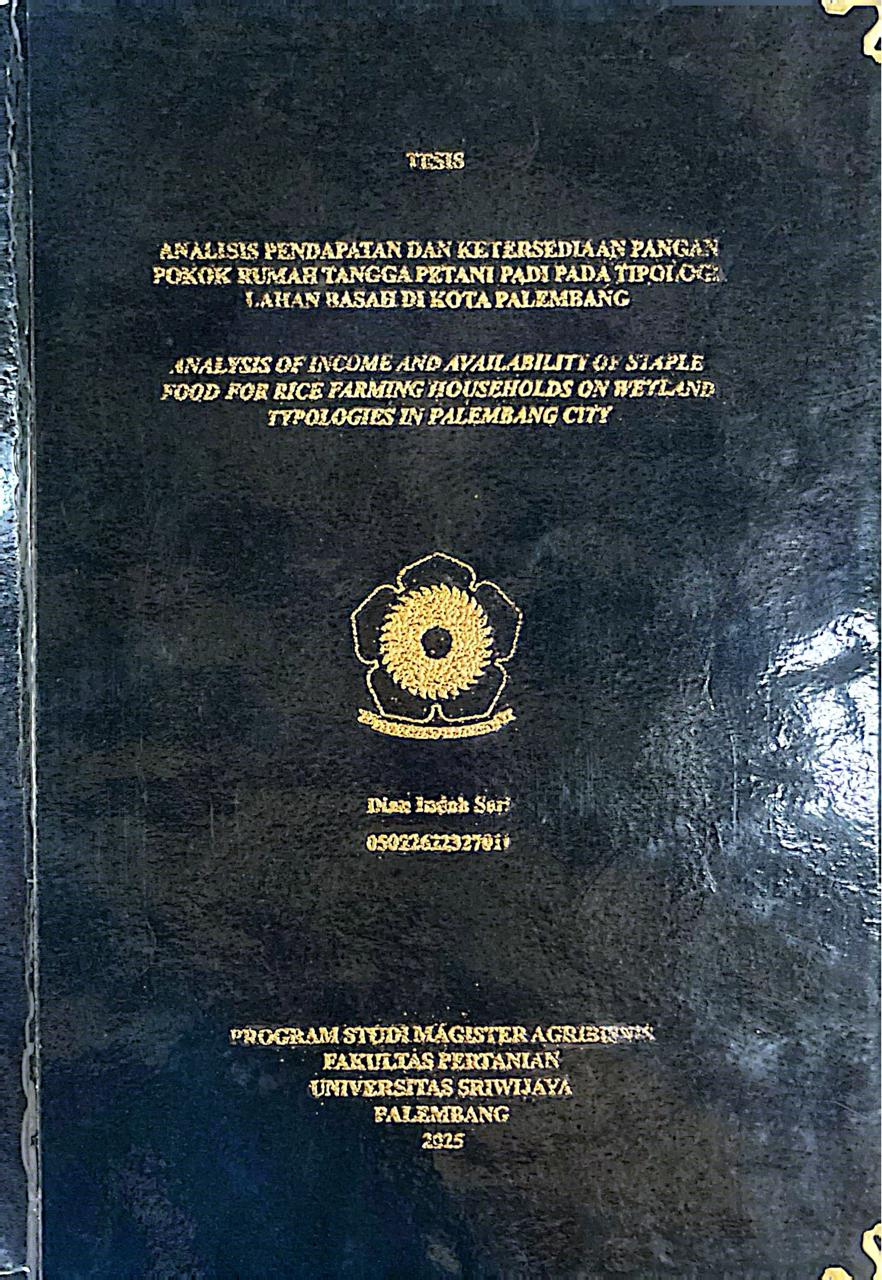 TESIS
ANALISIS PENDAPATAN DAN KETERSEDIAAN PANGAN
POKOK RUMAH TANGGA PETANI PADI PADA TIPOLOGI
LAHAN BASAH DI KOTA PALEMBANG
ANALYSIS OF INCOME AND AVAILABILITY OF STAPLE
FOOD FOR RICE FARMING HOUSEHOLDS ON WETLAND
TYPOLOGIES IN PALEMBANG CITY
Dian Indah Sari
PROGRAM STUDI MAGISTER AGRIBISNIS
FAKULTAS PERTANIAN
UNIVERSITAS SRIWIJAYA
PALEMBANG
2025